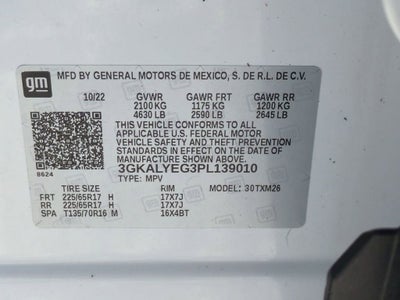 gm MFD BY GENERAL MOTORS DE MEXICO, S. DE R.L. DE C.V.
10/22 GVWR GAWR FRT GAWR RR
2100 KG 1175 KG 1200 KG
4630 LB 2590 LB 2645 LB
THIS VEHICLE CONFORMS TO ALL APPLICABLE
U.S. FEDERAL MOTOR VEHICLE
SAFETY AND THEFT PREVENTION
STANDARDS IN EFFECT ON THE DATE
OF MANUFACTURE SHOWN ABOVE.
8624 3GKALYEG3PL139010
TYPE: MPV MODEL: 3DTXM26
TIRE SIZE RIM
FRT 225/65R17 H 17X7J
RR 225/65R17 H 17X7J
SPA T135/70R16 M 16X4BT